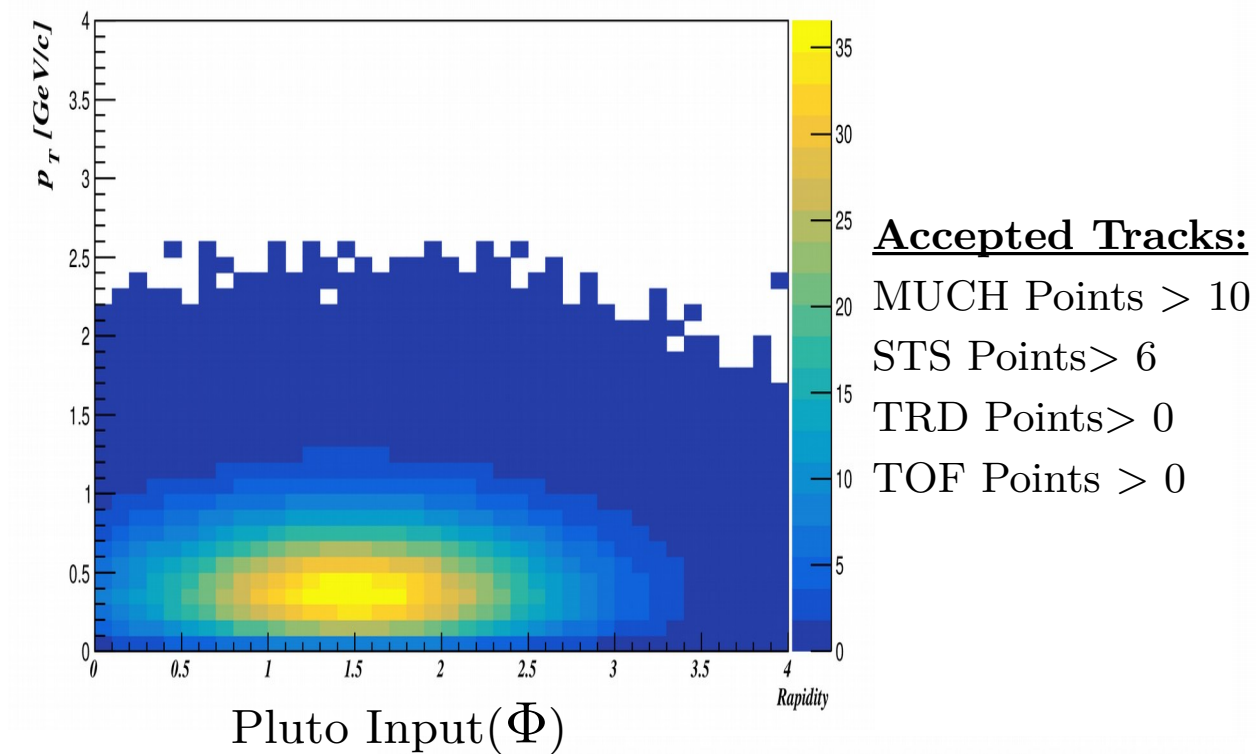 p_T [GeV/c]
4
3.5
3
2.5
2
1.5
1
0.5
0
0 0.5 1 1.5 2 2.5 3 3.5 4
Rapidity
35
30
25
20
15
10
5
0
Pluto Input(Φ)
Accepted Tracks:
MUCH Points > 10
STS Points> 6
TRD Points> 0
TOF Points > 0